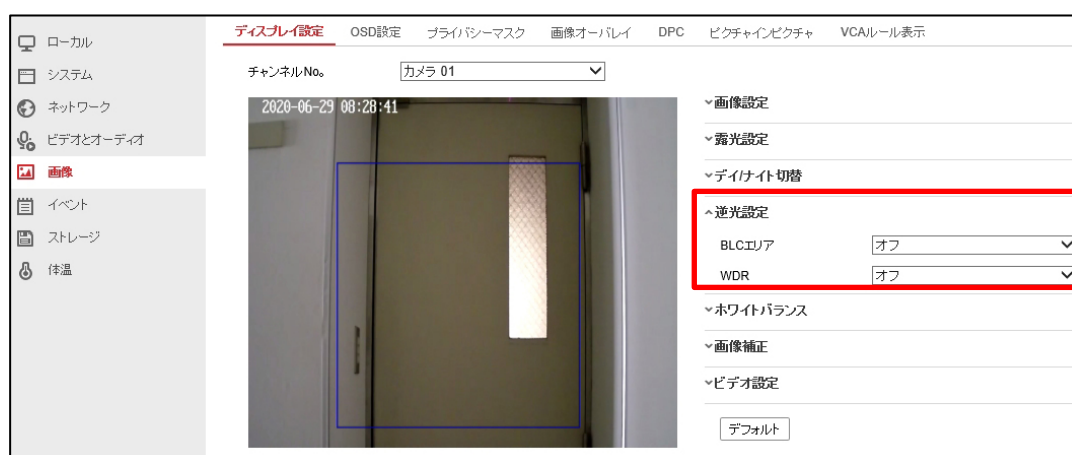 ローカル
システム
ネットワーク
ビデオとオーディオ
画像
イベント
ストレージ
体温
ディスプレイ設定 OSD設定 プライバシーマスク 画像オーバレイ DPC ピクチャインピクチャ VCAルール表示
チャンネルNo。 カメラ 01
2020-06-29 08:28:41
画像設定
露光設定
デイ/ナイト切替
逆光設定
BLCエリア オフ
WDR オフ
ホワイトバランス
画像補正
ビデオ設定
デフォルト